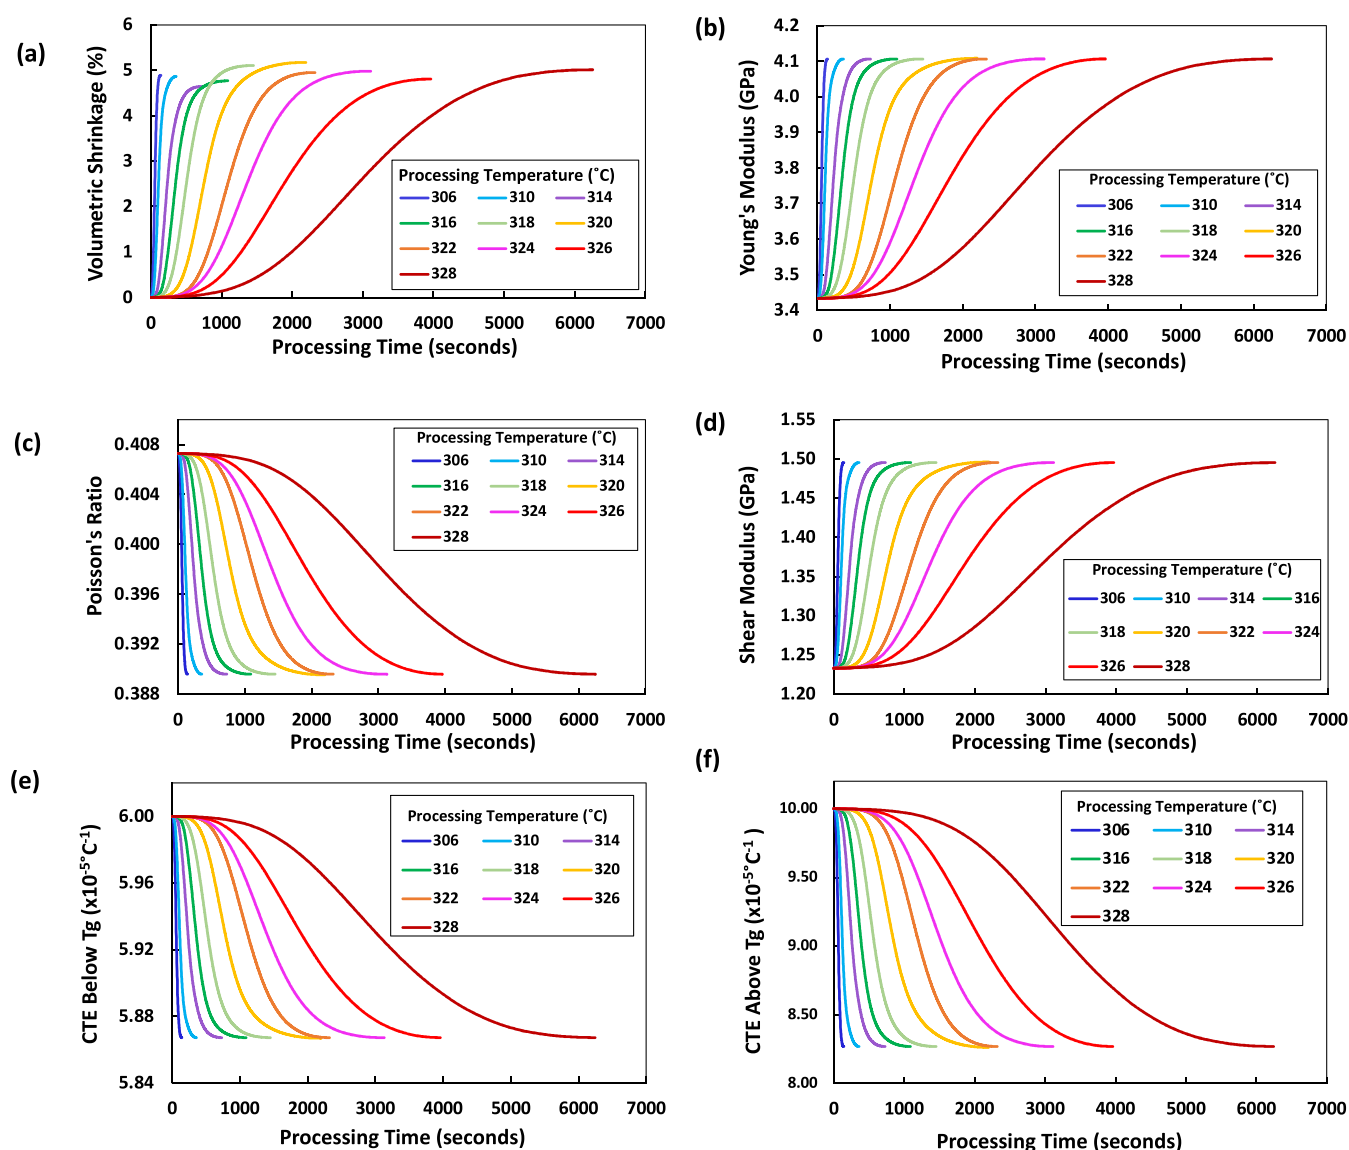 (a)
Volumetric Shrinkage (%)
6
5
4
3
2
1
0
0 1000 2000 3000 4000 5000 6000 7000
Processing Time (seconds)
Processing Temperature (˚C)
306 310 314
316 318 320
322 324 326
328
(b)
Young's Modulus (GPa)
4.2
4.1
4.0
3.9
3.8
3.7
3.6
3.5
3.4
0 1000 2000 3000 4000 5000 6000 7000
Processing Time (seconds)
Processing Temperature (˚C)
306 310 314
316 318 320
322 324 326
328
(c)
Poisson's Ratio
0.408
0.404
0.400
0.396
0.392
0.388
0 1000 2000 3000 4000 5000 6000 7000
Processing Time (seconds)
Processing Temperature (˚C)
306 310 314
316 318 320
322 324 326
328
(d)
Shear Modulus (GPa)
1.55
1.50
1.45
1.40
1.35
1.30
1.25
1.20
0 1000 2000 3000 4000 5000 6000 7000
Processing Time (seconds)
Processing Temperature (˚C)
306 310 314 316
318 320 322 324
326 328
(e)
CTE Below Tg (x10⁻⁵°C⁻¹)
6.00
5.96
5.92
5.88
5.84
0 1000 2000 3000 4000 5000 6000 7000
Processing Time (seconds)
Processing Temperature (˚C)
306 310 314
316 318 320
322 324 326
328
(f)
CTE Above Tg (x10⁻⁵°C⁻¹)
10.00
9.50
9.00
8.50
8.00
0 1000 2000 3000 4000 5000 6000 7000
Processing Time (seconds)
Processing Temperature (˚C)
306 310 314
316 318 320
322 324 326
328